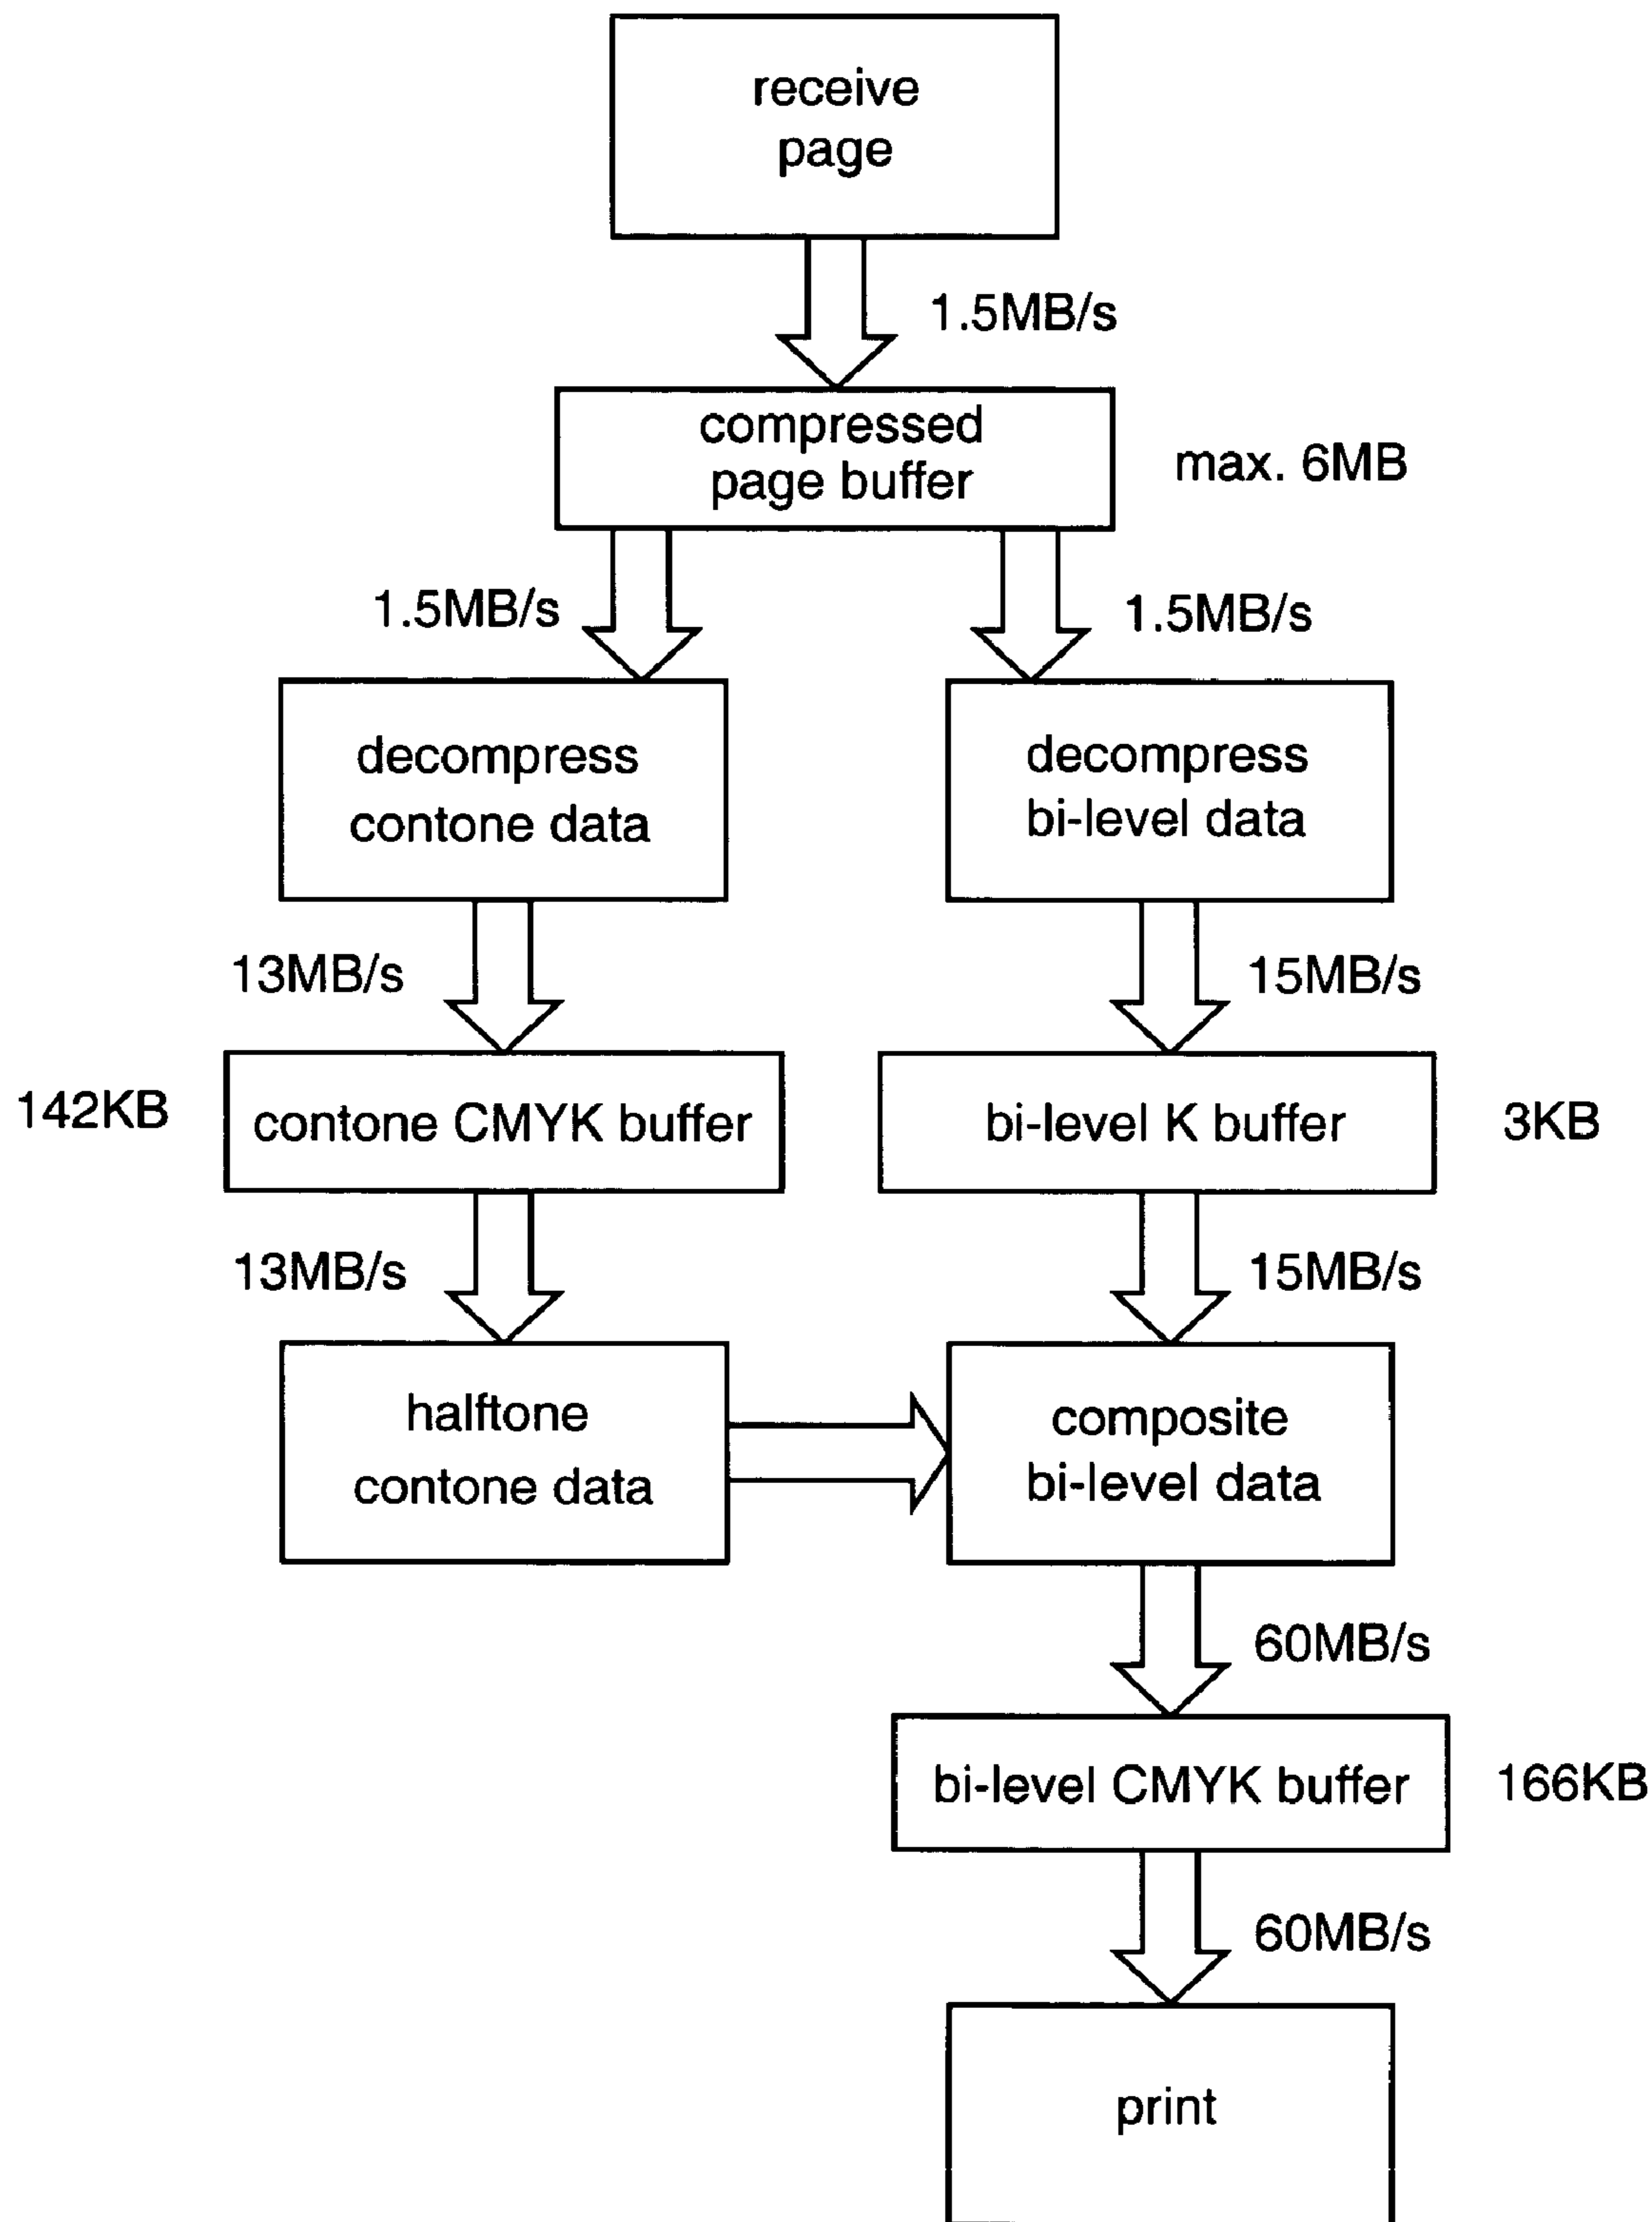 receive
page
1.5MB/s
compressed
page buffer
max. 6MB
1.5MB/s
1.5MB/s
decompress
contone data
decompress
bi-level data
13MB/s
15MB/s
142KB
contone CMYK buffer
bi-level K buffer
3KB
13MB/s
15MB/s
halftone
contone data
composite
bi-level data
60MB/s
bi-level CMYK buffer
166KB
60MB/s
print